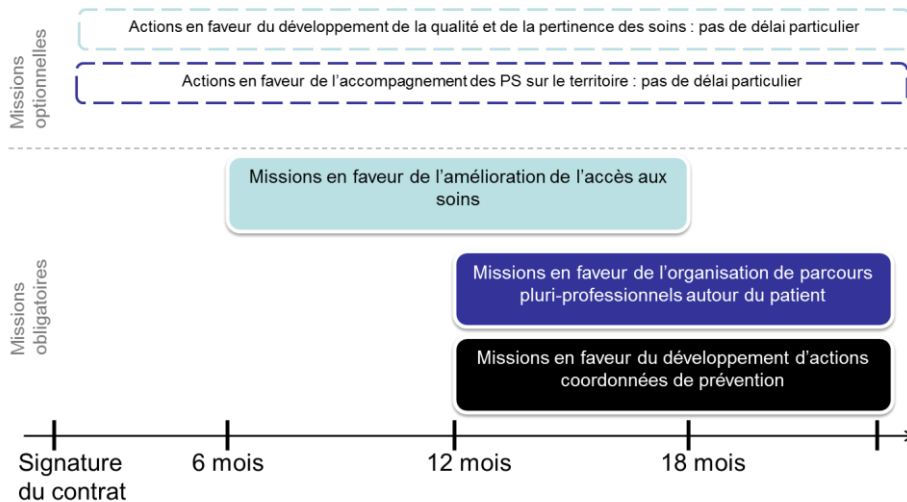 Missions
optionnelles
Actions en faveur du développement de la qualité et de la pertinence des soins : pas de délai particulier
Actions en faveur de l’accompagnement des PS sur le territoire : pas de délai particulier
Missions
obligatoires
Missions en faveur de l’amélioration de l’accès aux
soins
Missions en faveur de l’organisation de parcours
pluri-professionnels autour du patient
Missions en faveur du développement d’actions
coordonnées de prévention
Signature
du contrat
6 mois
12 mois
18 mois